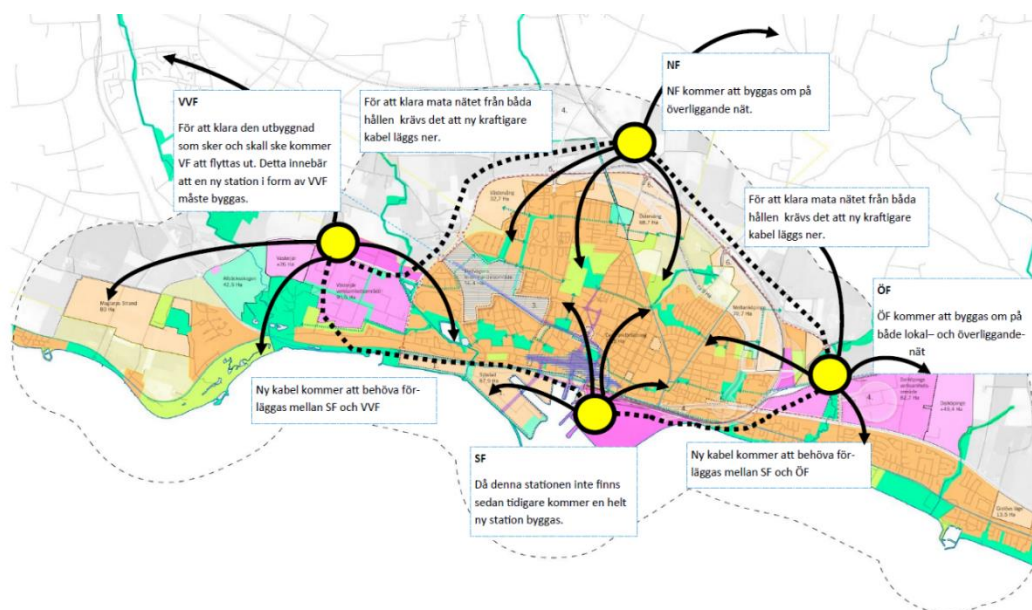 VVF
För att klara den utbyggnad
som sker och skall ske kommer
VF att flyttas ut. Detta innebär
att en ny station i form av VVF
måste byggas.
För att klara mata nätet från båda
hållen krävs det att ny kraftigare
kabel läggs ner.
NF
NF kommer att byggas om på
överliggande nät.
För att klara mata nätet från båda
hållen krävs det att ny kraftigare
kabel läggs ner.
ÖF
ÖF kommer att byggas om på
både lokal– och överliggande-
nät
Ny kabel kommer att behöva för-
läggas mellan SF och VVF
SF
Då denna stationen inte finns
sedan tidigare kommer en helt
ny station byggas.
Ny kabel kommer att behöva för-
läggas mellan SF och ÖF
4.
3.
4.